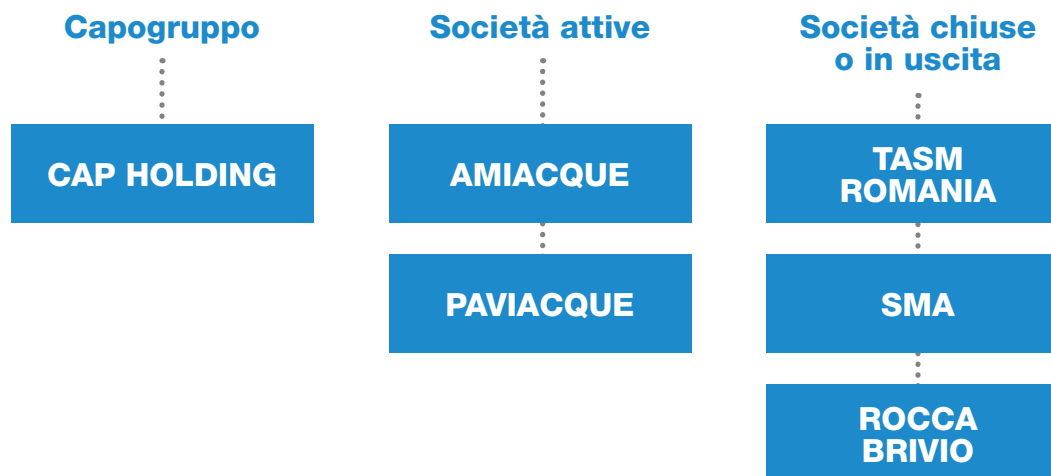 Capogruppo
CAP HOLDING
Società attive
AMIACQUE
PAVIACQUE
Società chiuse
o in uscita
TASM
ROMANIA
SMA
ROCCA
BRIVIO